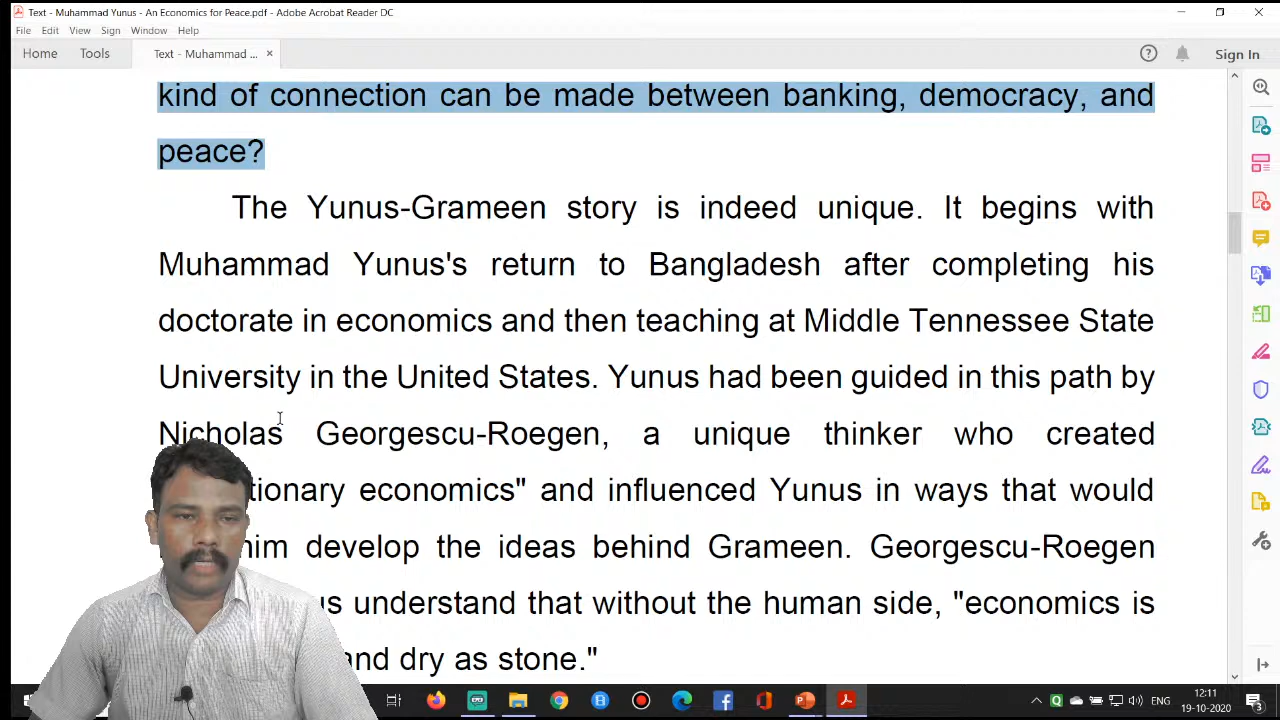 Text - Muhammad Yunus - An Economics for Peace.pdf - Adobe Acrobat Reader DC
File Edit View Sign Window Help
Home Tools Text - Muhammad ... × Sign In
kind of connection can be made between banking, democracy, and
peace?
The Yunus-Grameen story is indeed unique. It begins with
Muhammad Yunus's return to Bangladesh after completing his
doctorate in economics and then teaching at Middle Tennessee State
University in the United States. Yunus had been guided in this path by
Nicholas Georgescu-Roegen, a unique thinker who created
tionary economics" and influenced Yunus in ways that would
him develop the ideas behind Grameen. Georgescu-Roegen
us understand that without the human side, "economics is
and dry as stone."
ENG
12:11
19-10-2020
3